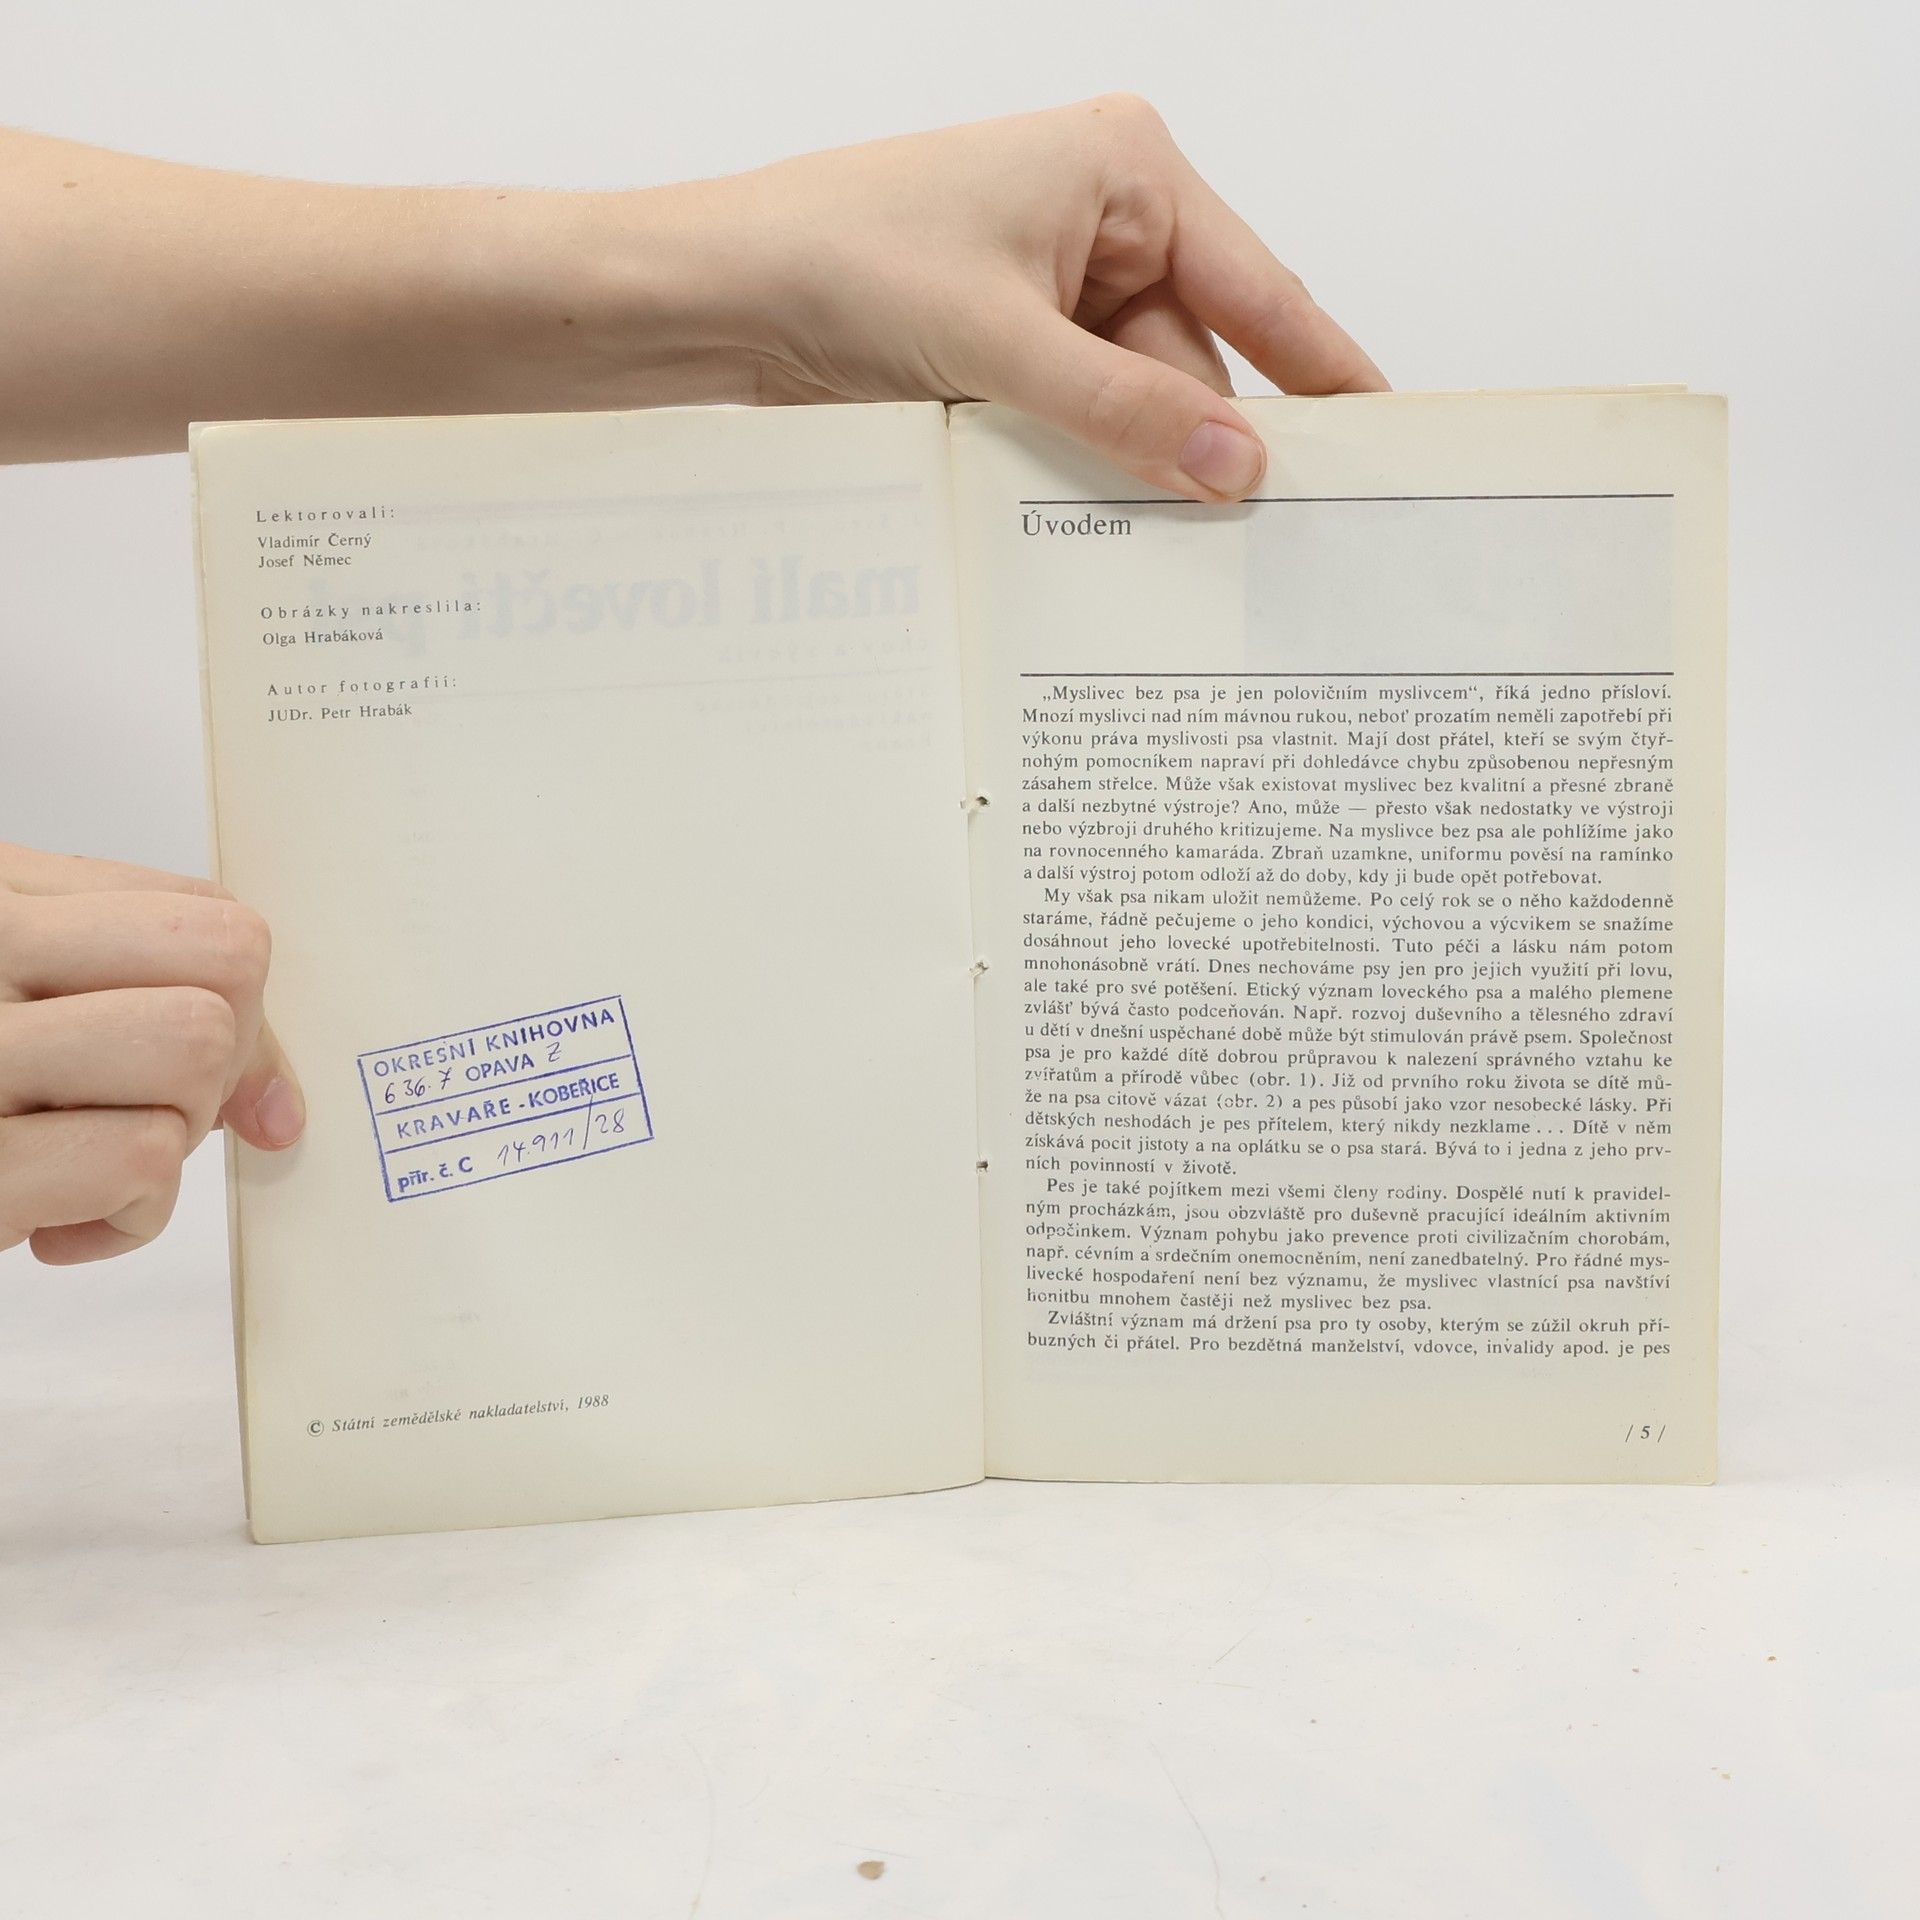 Lektorovali:
Vladimír Černý
Josef Němec
Obrázky nakreslila:
Olga Hrabáková
Autor fotografií:
JUDr. Petr Hrabák
OKRESNÍ KNIHOVNA
636.7 OPAVA Z
KRAVAŘE - KOBEŘICE
přír. č. C 14.911/28
© Státní zemědělské nakladatelství, 1988
Úvodem
„Myslivec bez psa je jen polovičním myslivcem“, říká jedno přísloví.
Mnozí myslivci nad ním mávnou rukou, neboť prozatím neměli zapotřebí při
výkonu práva myslivosti psa vlastnit. Mají dost přátel, kteří se svým čtyř-
nohým pomocníkem napraví při dohledávce chybu způsobenou nepřesným
zásahem střelce. Může však existovat myslivec bez kvalitní a přesné zbraně
a další nezbytné výstroje? Ano, může — přesto však nedostatky ve výstroji
nebo výzbroji druhého kritizujeme. Na myslivce bez psa ale pohlížíme jako
na rovnocenného kamaráda. Zbraň uzamkne, uniformu pověsí na ramínko
a další výstroj potom odloží až do doby, kdy ji bude opět potřebovat.
My však psa nikam uložit nemůžeme. Po celý rok se o něho každodenně
staráme, řádně pečujeme o jeho kondici, výchovou a výcvikem se snažíme
dosáhnout jeho lovecké upotřebitelnosti. Tuto péči a lásku nám potom
mnohonásobně vrátí. Dnes nechováme psy jen pro jejich využití při lovu,
ale také pro své potěšení. Etický význam loveckého psa a malého plemene
zvlášť bývá často podceňován. Např. rozvoj duševního a tělesného zdraví
u dětí v dnešní uspěchané době může být stimulován právě psem. Společnost
psa je pro každé dítě dobrou průpravou k nalezení správného vztahu ke
zvířatům a přírodě vůbec (obr. 1). Již od prvního roku života se dítě mů-
že na psa citově vázat (obr. 2) a pes působí jako vzor nesobecké lásky. Při
dětských neshodách je pes přítelem, který nikdy nezklame . . . Dítě v něm
získává pocit jistoty a na oplátku se o psa stará. Bývá to i jedna z jeho prv-
ních povinností v životě.
Pes je také pojítkem mezi všemi členy rodiny. Dospělé nutí k pravidel-
ným procházkám, jsou obzvláště pro duševně pracující ideálním aktivním
odpočinkem. Význam pohybu jako prevence proti civilizačním chorobám,
např. cévním a srdečním onemocněním, není zanedbatelný. Pro řádné mys-
livecké hospodaření není bez významu, že myslivec vlastnící psa navštíví
honitbu mnohem častěji než myslivec bez psa.
Zvláštní význam má držení psa pro ty osoby, kterým se zúžil okruh pří-
buzných či přátel. Pro bezdětná manželství, vdovce, invalidy apod. je pes
/ 5 /